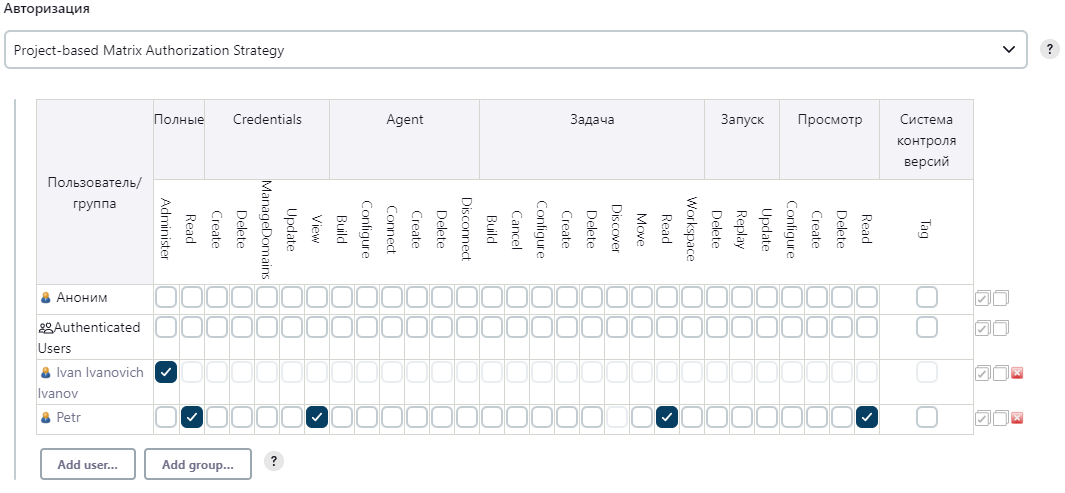 Авторизация
Project-based Matrix Authorization Strategy
?
Пользователь/
группа
Полные
Credentials
Agent
Задача
Запуск
Просмотр
Система
контроля
версий
Administer
Read
Create
Delete
ManageDomains
Update
View
Build
Configure
Connect
Create
Delete
Disconnect
Build
Cancel
Configure
Create
Delete
Discover
Move
Read
Workspace
Delete
Replay
Update
Configure
Create
Delete
Read
Tag
Аноним
Authenticated
Users
Ivan Ivanovich
Ivanov
Petr
Add user...
Add group...
?